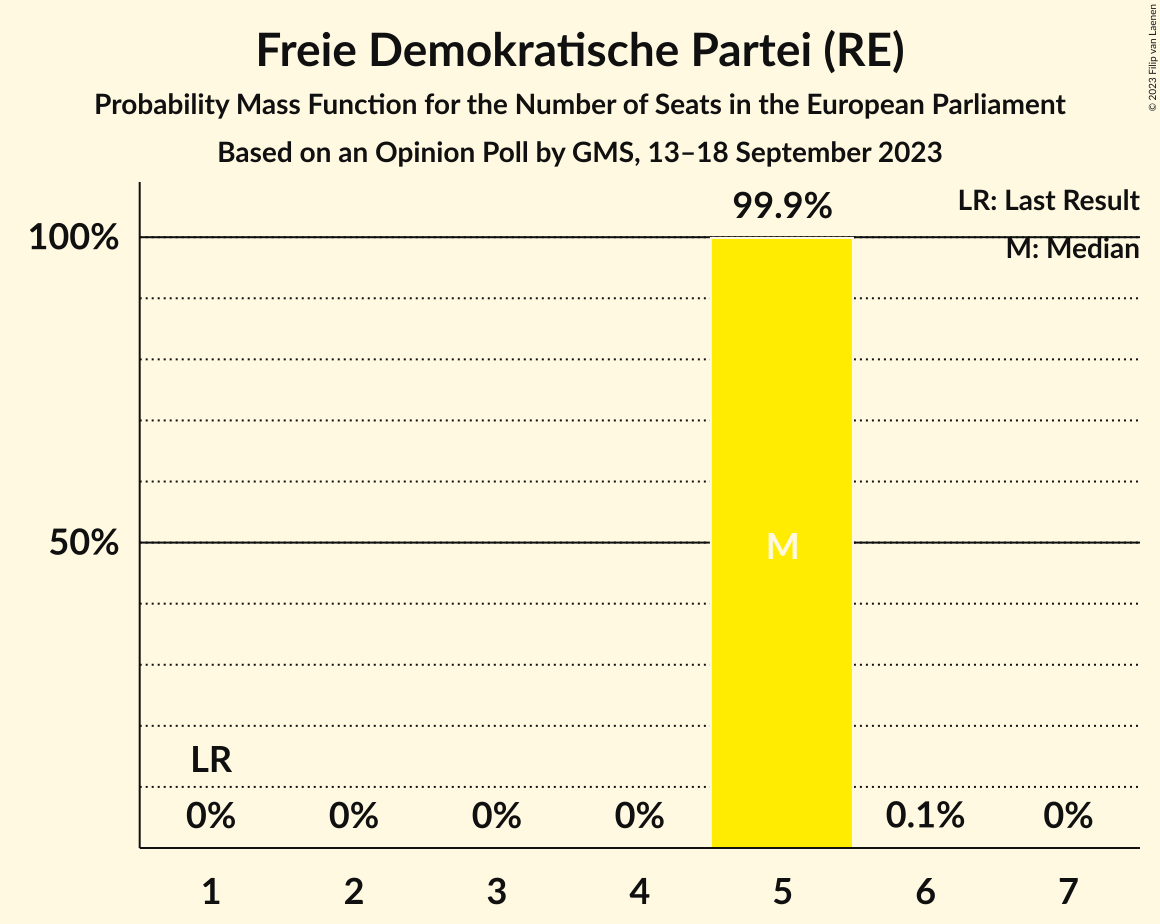 Freie Demokratische Partei (RE)
Probability Mass Function for the Number of Seats in the European Parliament
Based on an Opinion Poll by GMS, 13–18 September 2023
© 2023 Filip van Laenen
LR: Last Result
M: Median
99.9%
100%
50%
M
LR
0%
0%
0%
0%
0.1%
0%
1
2
3
4
5
6
7